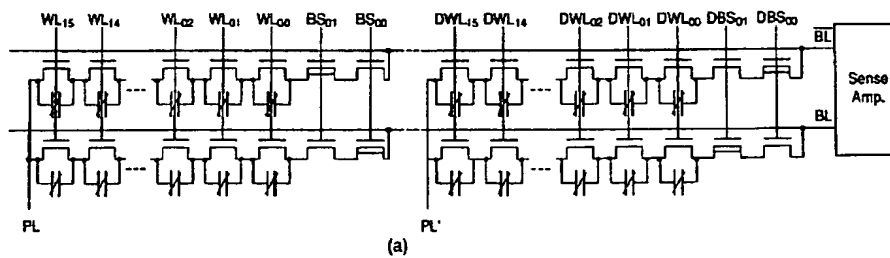 WL15 WL14 WL02 WL01 WL00 BS01 BS00 DWL15 DWL14 DWL02 DWL01 DWL00 DBS01 DBS00
BL
Sense
Amp.
BL
PL PL'
(a)